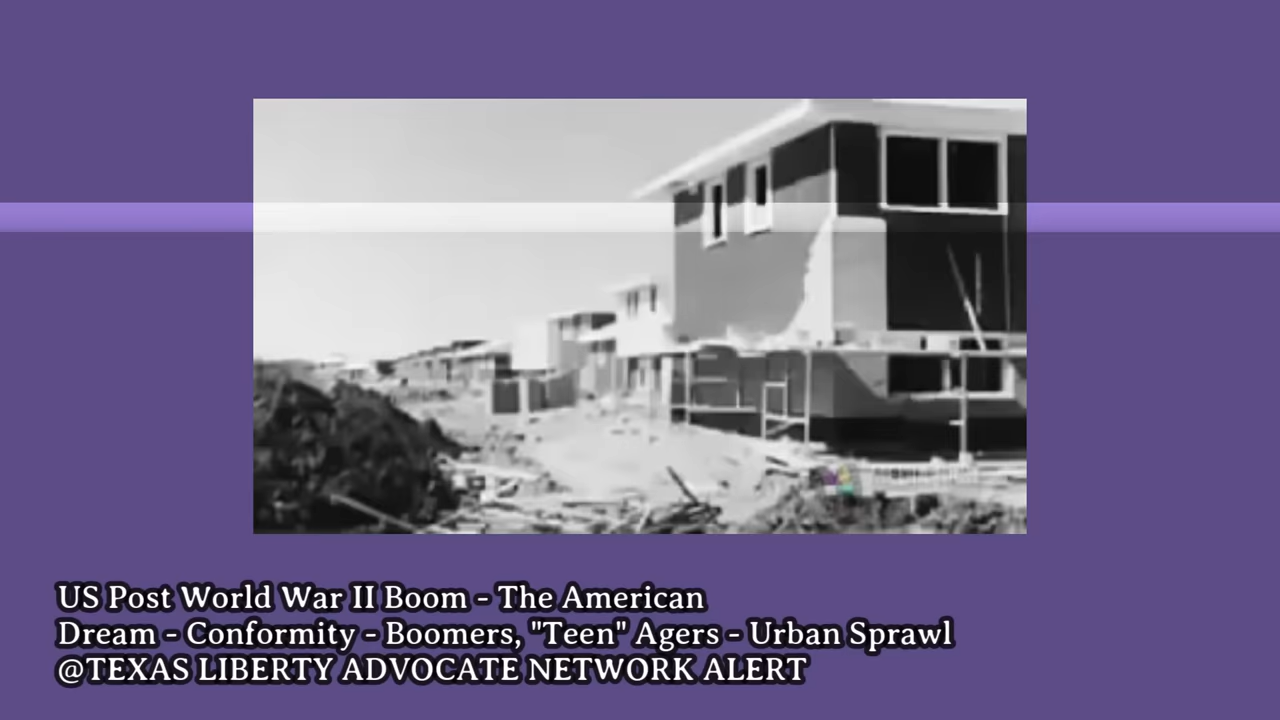 US Post World War II Boom - The American
Dream - Conformity - Boomers, "Teen" Agers - Urban Sprawl
@TEXAS LIBERTY ADVOCATE NETWORK ALERT